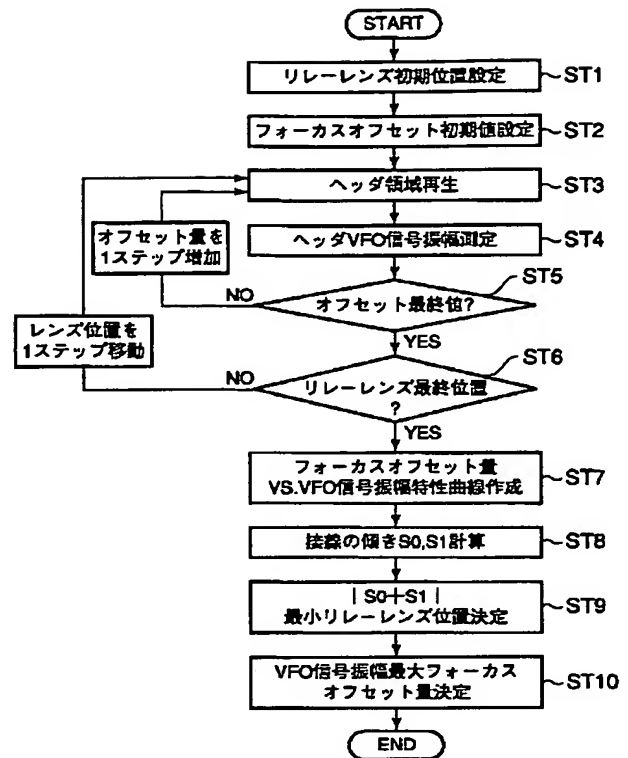 START
リレーレンズ初期位置設定
ST1
フォーカスオフセット初期値設定
ST2
ヘッダ領域再生
ST3
オフセット量を
1ステップ増加
ヘッダVFO信号振幅測定
ST4
ST5
NO
オフセット最終値?
YES
レンズ位置を
1ステップ移動
ST6
NO
リレーレンズ最終位置
?
YES
フォーカスオフセット量
VS.VFO信号振幅特性曲線作成
ST7
接線の傾きS0,S1計算
ST8
|S0+S1|
最小リレーレンズ位置決定
ST9
VFO信号振幅最大フォーカス
オフセット量決定
ST10
END